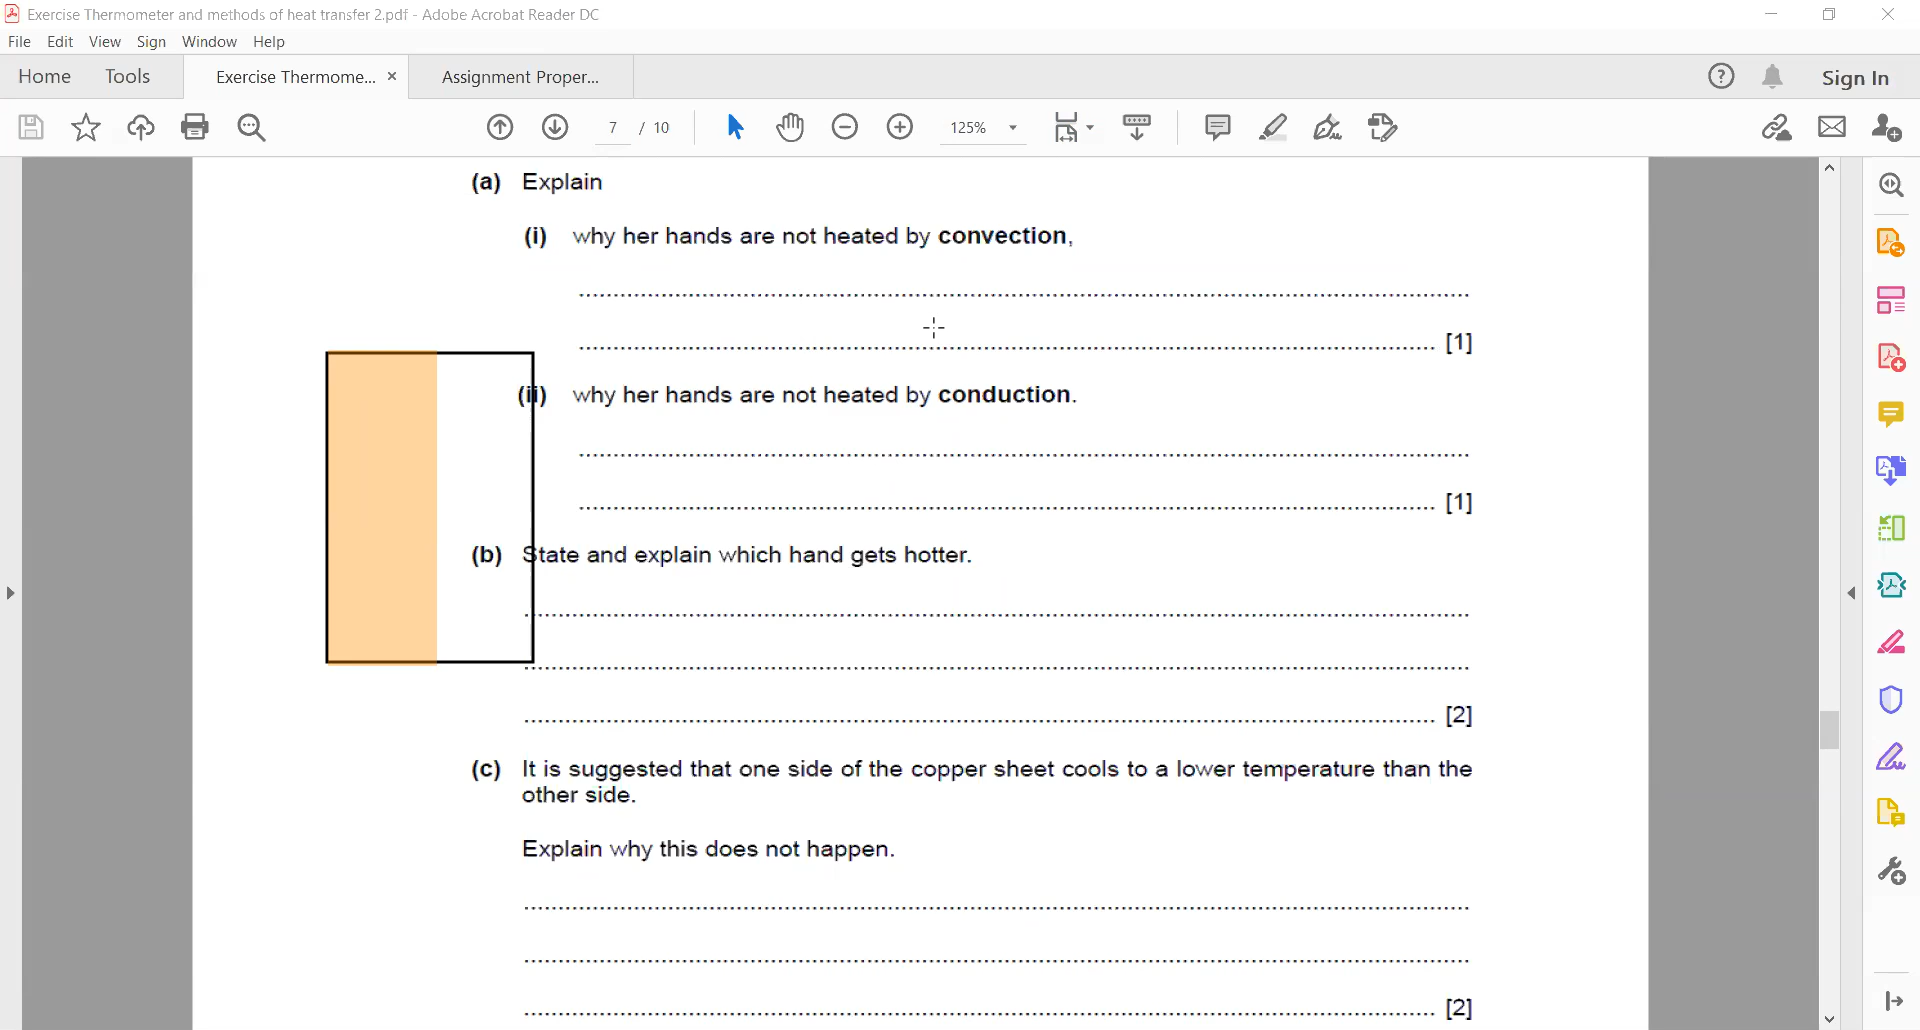 Exercise Thermometer and methods of heat transfer 2.pdf - Adobe Acrobat Reader DC
File Edit View Sign Window Help
Home Tools Exercise Thermome... × Assignment Proper... Sign In
7 / 10 125%
(a) Explain
(i) why her hands are not heated by convection,
.......... 
.......... [1]
(ii) why her hands are not heated by conduction.
..........
.......... [1]
(b) State and explain which hand gets hotter.
..........
..........
.......... [2]
(c) It is suggested that one side of the copper sheet cools to a lower temperature than the
other side.
Explain why this does not happen.
..........
..........
.......... [2]